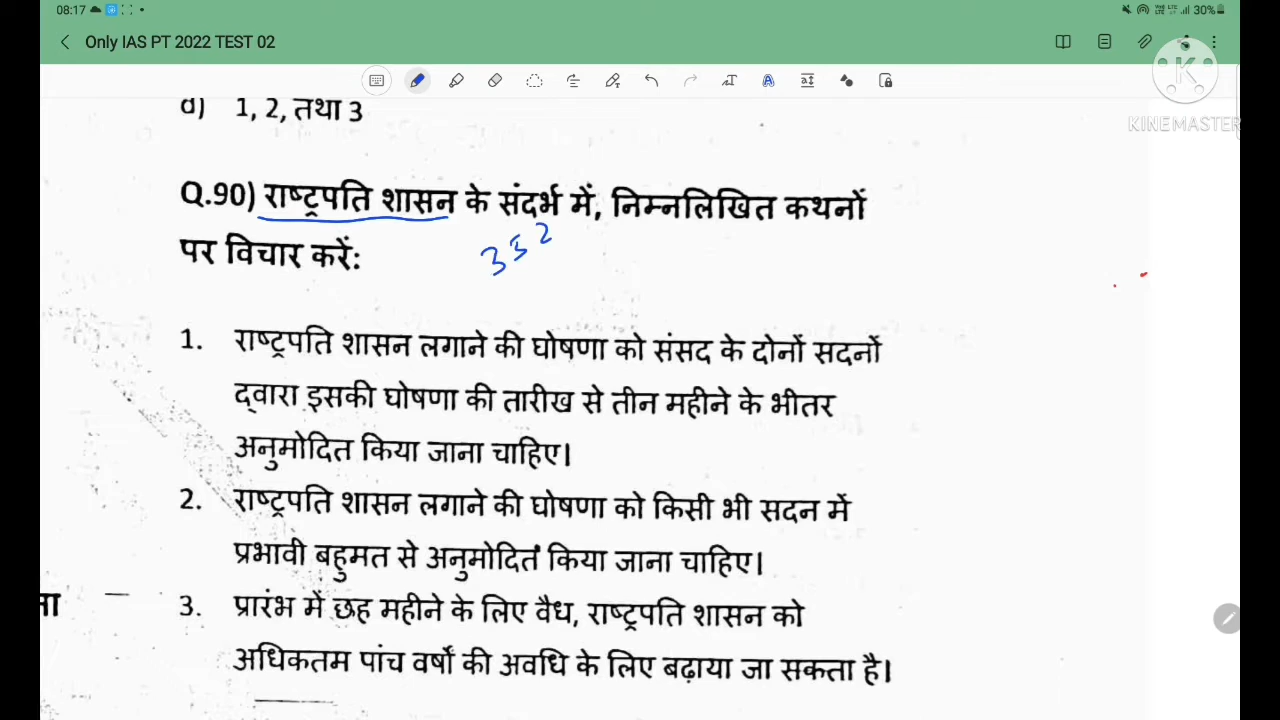 08:17
30%
Only IAS PT 2022 TEST 02
KINEMASTER
d) 1, 2, तथा 3
Q.90) राष्ट्रपति शासन के संदर्भ में, निम्नलिखित कथनों
पर विचार करें:
352
1. राष्ट्रपति शासन लगाने की घोषणा को संसद के दोनों सदनों
द्वारा इसकी घोषणा की तारीख से तीन महीने के भीतर
अनुमोदित किया जाना चाहिए।
2. राष्ट्रपति शासन लगाने की घोषणा को किसी भी सदन में
प्रभावी बहुमत से अनुमोदित किया जाना चाहिए।
3. प्रारंभ में छह महीने के लिए वैध, राष्ट्रपति शासन को
अधिकतम पांच वर्षों की अवधि के लिए बढ़ाया जा सकता है।